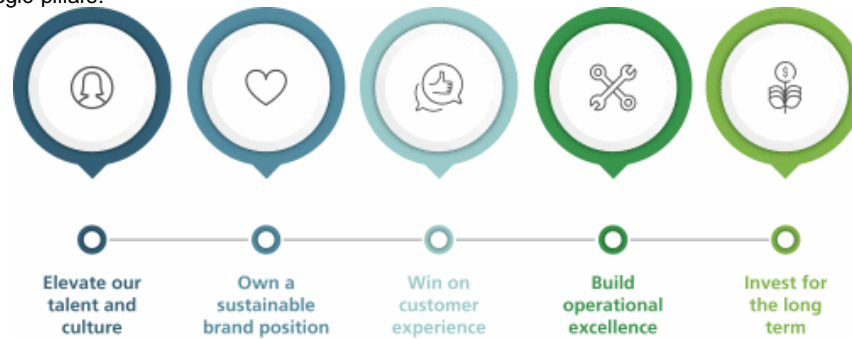 pillars:
Elevate our
talent and
culture
Own a
sustainable
brand position
Win on
customer
experience
Build
operational
excellence
Invest for
the long
term
$